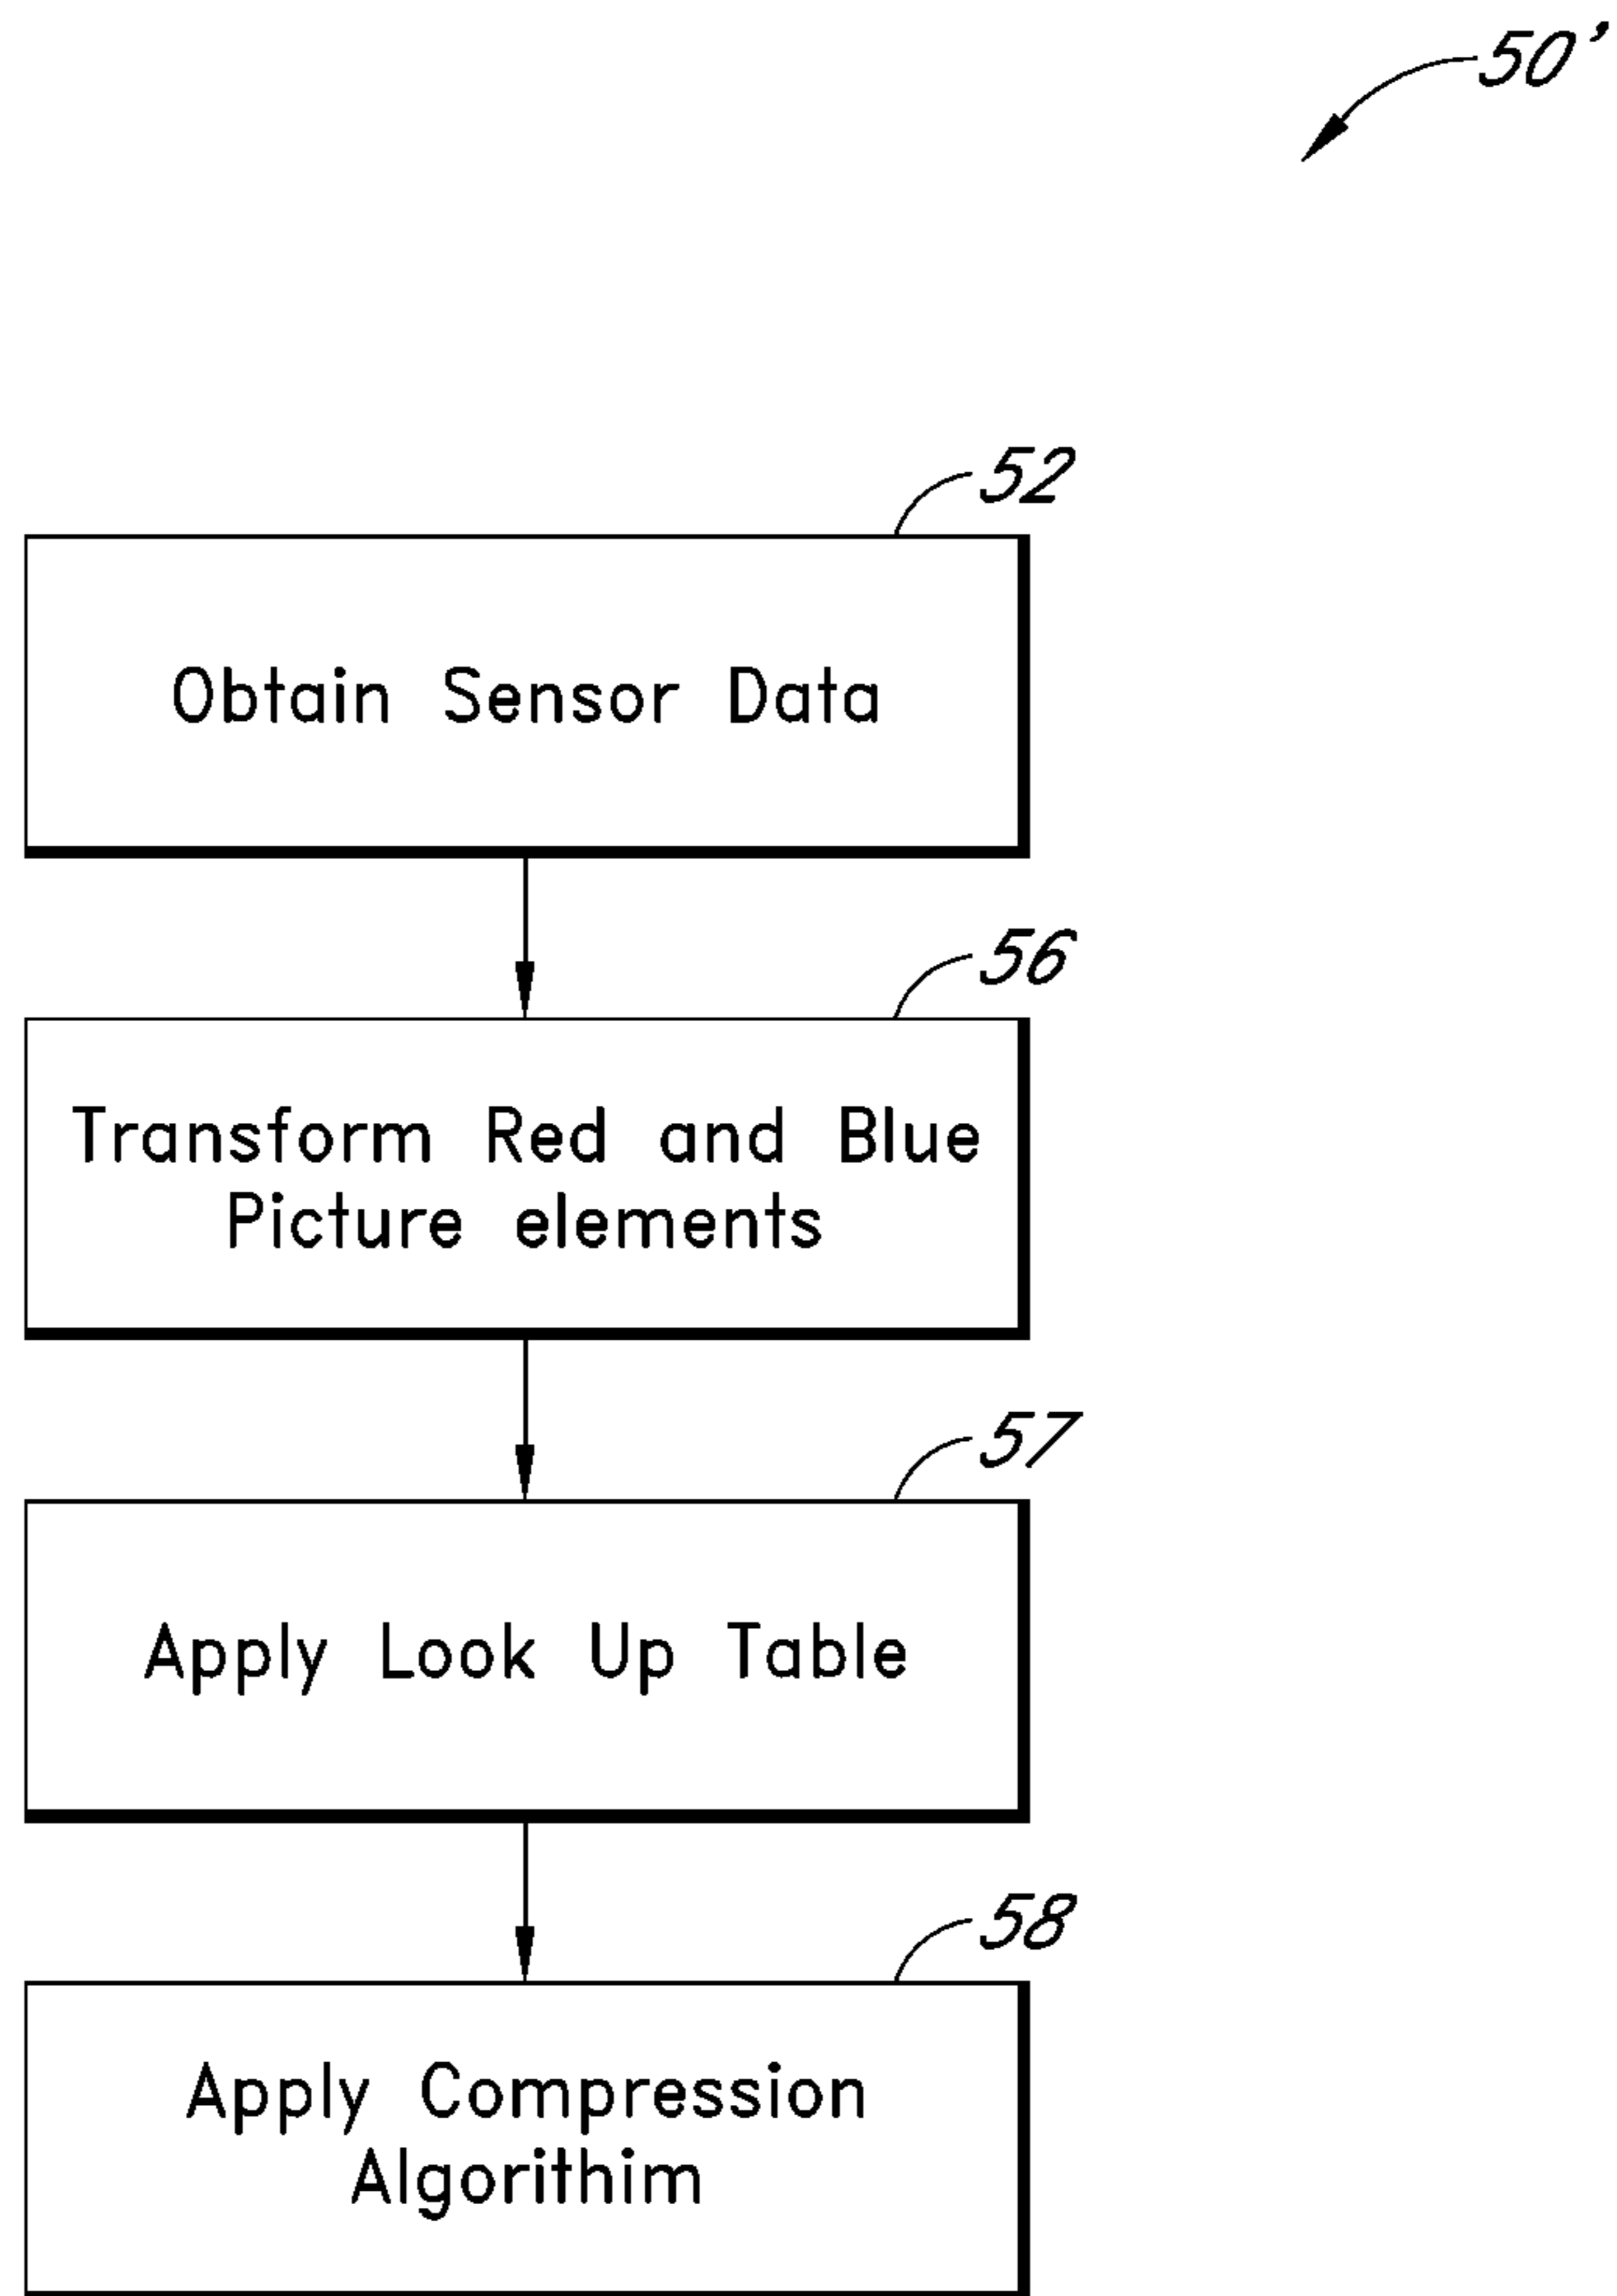 50'
52
Obtain Sensor Data
56
Transform Red and Blue
Picture elements
57
Apply Look Up Table
58
Apply Compression
Algorithim